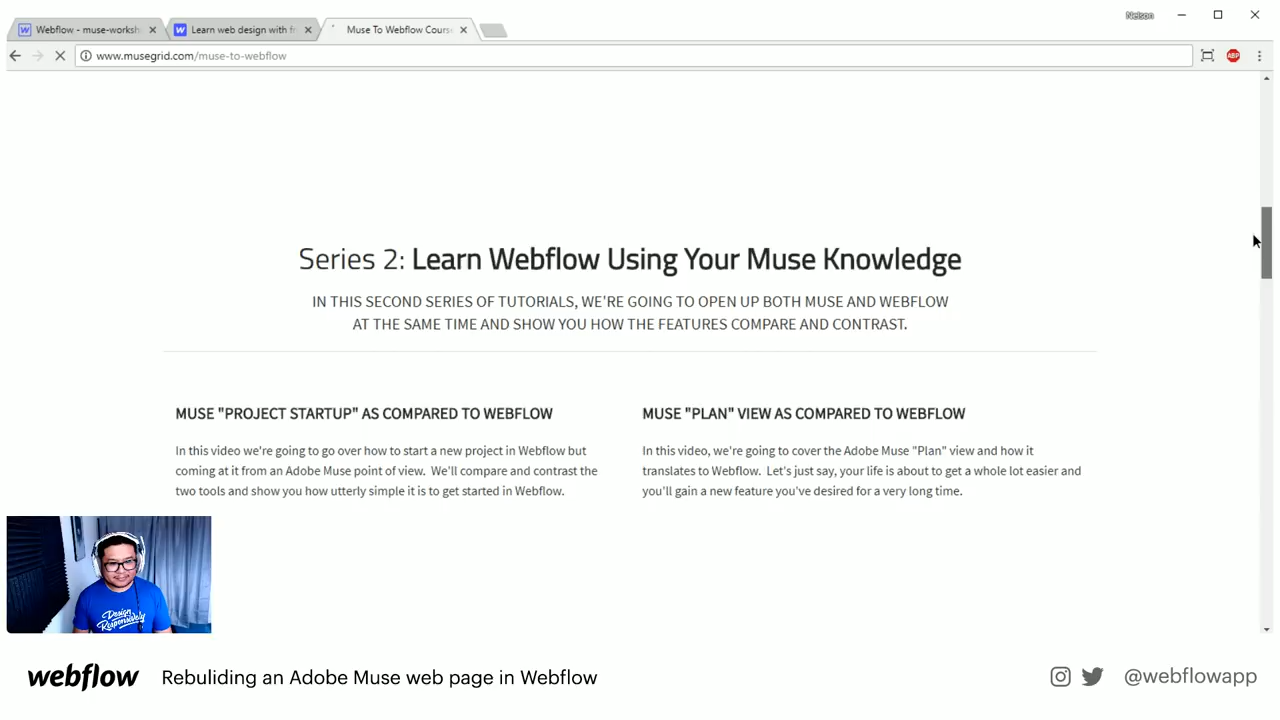 Nelson
Webflow - muse-worksh
Learn web design with fr
Muse To Webflow Cours
www.musegrid.com/muse-to-webflow
ABP
Series 2: Learn Webflow Using Your Muse Knowledge
IN THIS SECOND SERIES OF TUTORIALS, WE'RE GOING TO OPEN UP BOTH MUSE AND WEBFLOW
AT THE SAME TIME AND SHOW YOU HOW THE FEATURES COMPARE AND CONTRAST.
MUSE "PROJECT STARTUP" AS COMPARED TO WEBFLOW
In this video we're going to go over how to start a new project in Webflow but
coming at it from an Adobe Muse point of view. We'll compare and contrast the
two tools and show you how utterly simple it is to get started in Webflow.
MUSE "PLAN" VIEW AS COMPARED TO WEBFLOW
In this video, we're going to cover the Adobe Muse "Plan" view and how it
translates to Webflow. Let's just say, your life is about to get a whole lot easier and
you'll gain a new feature you've desired for a very long time.
Design
Responsively
webflow
Rebuliding an Adobe Muse web page in Webflow
@webflowapp